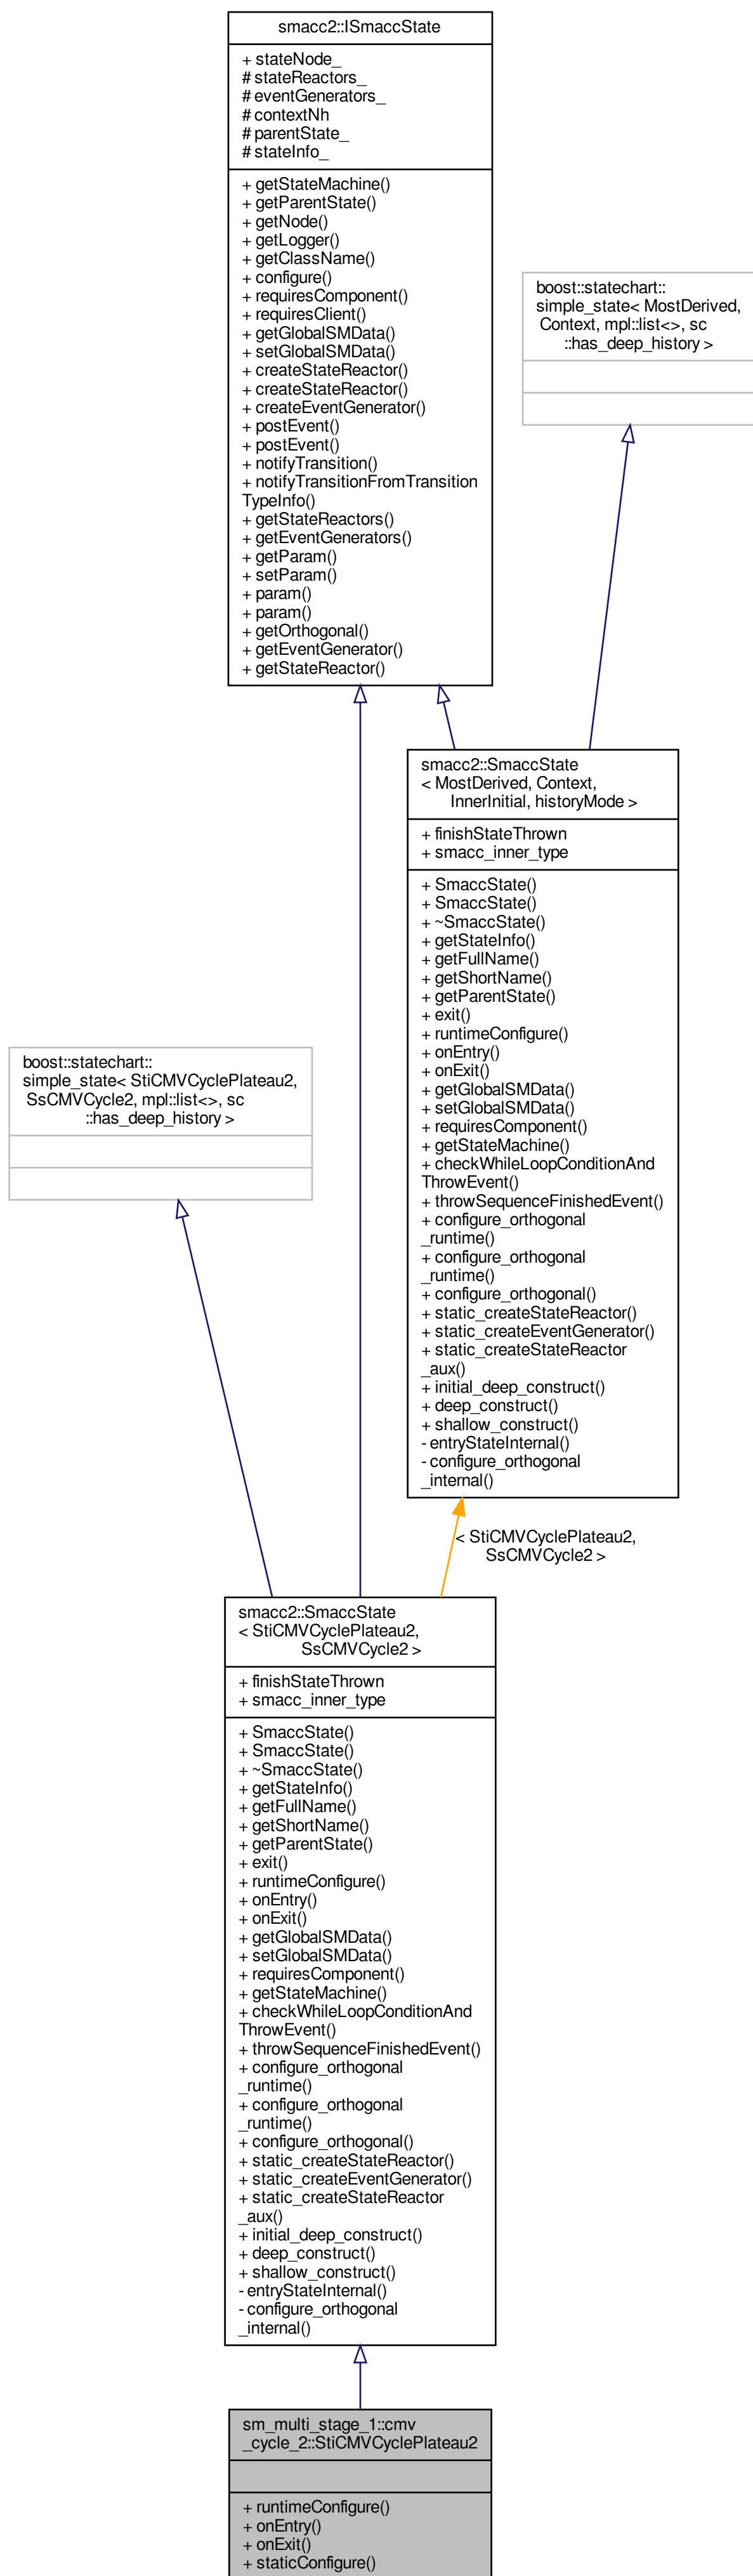 smacc2::ISmaccState
+ stateNode_
# stateReactors_
# eventGenerators_
# contextNh
# parentState_
# stateInfo_
+ getStateMachine()
+ getParentState()
+ getNode()
+ getLogger()
+ getClassName()
+ configure()
+ requiresComponent()
+ requiresClient()
+ getGlobalSMData()
+ setGlobalSMData()
+ createStateReactor()
+ createStateReactor()
+ createEventGenerator()
+ postEvent()
+ postEvent()
+ notifyTransition()
+ notifyTransitionFromTransition
TypeInfo()
+ getStateReactors()
+ getEventGenerators()
+ getParam()
+ setParam()
+ param()
+ param()
+ getOrthogonal()
+ getEventGenerator()
+ getStateReactor()
boost::statechart::
simple_state< MostDerived,
Context, mpl::list<>, sc
::has_deep_history >
smacc2::SmaccState
< MostDerived, Context,
InnerInitial, historyMode >
+ finishStateThrown
+ smacc_inner_type
+ SmaccState()
+ SmaccState()
+ ~SmaccState()
+ getStateInfo()
+ getFullName()
+ getShortName()
+ getParentState()
+ exit()
+ runtimeConfigure()
+ onEntry()
+ onExit()
+ getGlobalSMData()
+ setGlobalSMData()
+ requiresComponent()
+ getStateMachine()
+ checkWhileLoopConditionAnd
ThrowEvent()
+ throwSequenceFinishedEvent()
+ configure_orthogonal
_runtime()
+ configure_orthogonal
_runtime()
+ configure_orthogonal()
+ static_createStateReactor()
+ static_createEventGenerator()
+ static_createStateReactor
_aux()
+ initial_deep_construct()
+ deep_construct()
+ shallow_construct()
- entryStateInternal()
- configure_orthogonal
_internal()
boost::statechart::
simple_state< StiCMVCyclePlateau2,
SsCMVCycle2, mpl::list<>, sc
::has_deep_history >
< StiCMVCyclePlateau2,
SsCMVCycle2 >
smacc2::SmaccState
< StiCMVCyclePlateau2,
SsCMVCycle2 >
+ finishStateThrown
+ smacc_inner_type
+ SmaccState()
+ SmaccState()
+ ~SmaccState()
+ getStateInfo()
+ getFullName()
+ getShortName()
+ getParentState()
+ exit()
+ runtimeConfigure()
+ onEntry()
+ onExit()
+ getGlobalSMData()
+ setGlobalSMData()
+ requiresComponent()
+ getStateMachine()
+ checkWhileLoopConditionAnd
ThrowEvent()
+ throwSequenceFinishedEvent()
+ configure_orthogonal
_runtime()
+ configure_orthogonal
_runtime()
+ configure_orthogonal()
+ static_createStateReactor()
+ static_createEventGenerator()
+ static_createStateReactor
_aux()
+ initial_deep_construct()
+ deep_construct()
+ shallow_construct()
- entryStateInternal()
- configure_orthogonal
_internal()
sm_multi_stage_1::cmv
_cycle_2::StiCMVCyclePlateau2
+ runtimeConfigure()
+ onEntry()
+ onExit()
+ staticConfigure()